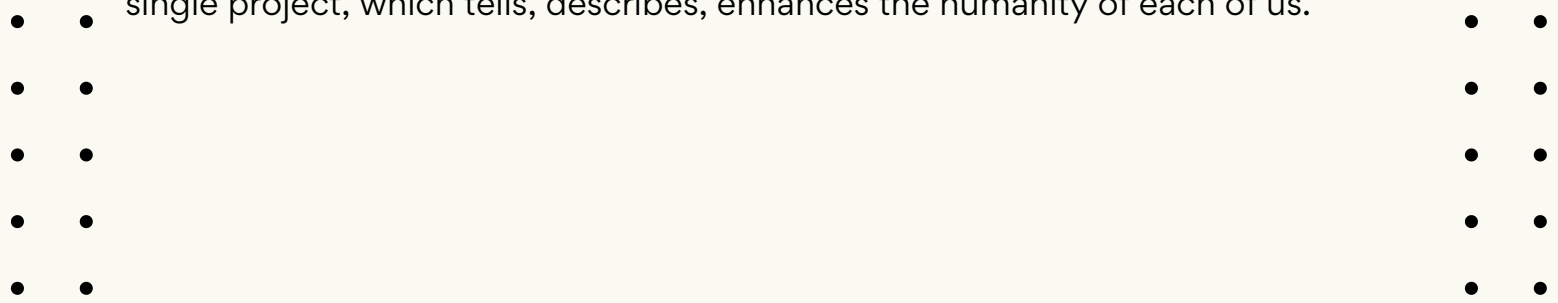 single project, which tells, describes, enhances the humanity of each of us.